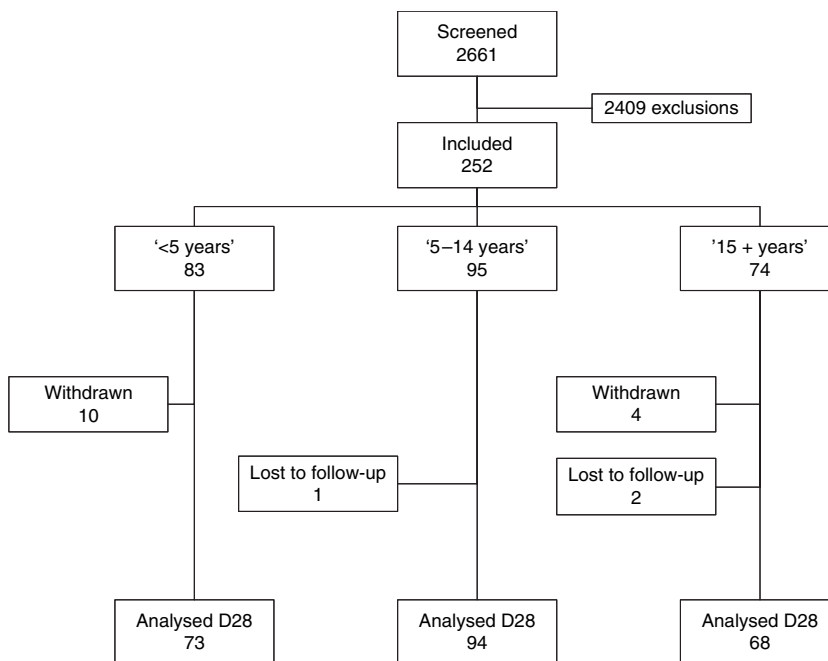 Screened
2661
2409 exclusions
Included
252
‘<5 years’
83
‘5–14 years’
95
’15 + years’
74
Withdrawn
10
Withdrawn
4
Lost to follow-up
1
Lost to follow-up
2
Analysed D28
73
Analysed D28
94
Analysed D28
68